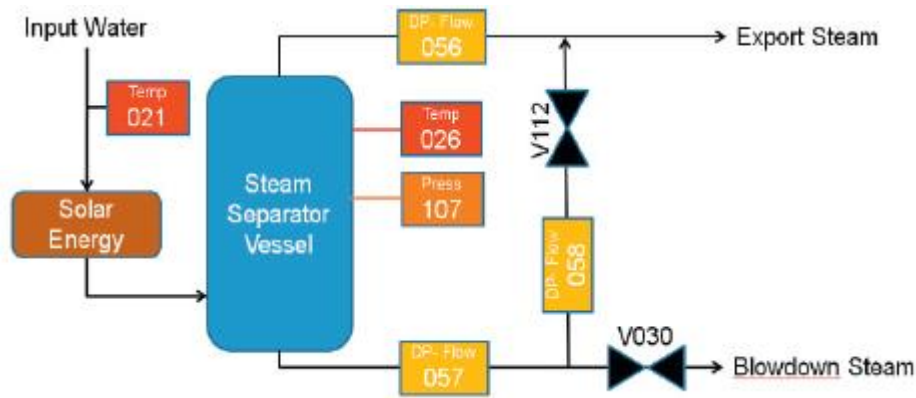 Input Water
Temp
021
Solar
Energy
Steam
Separator
Vessel
DP- Flow
056
Temp
026
Press
107
DP- Flow
057
DP- Flow
058
V112
V030
Export Steam
Blowdown Steam